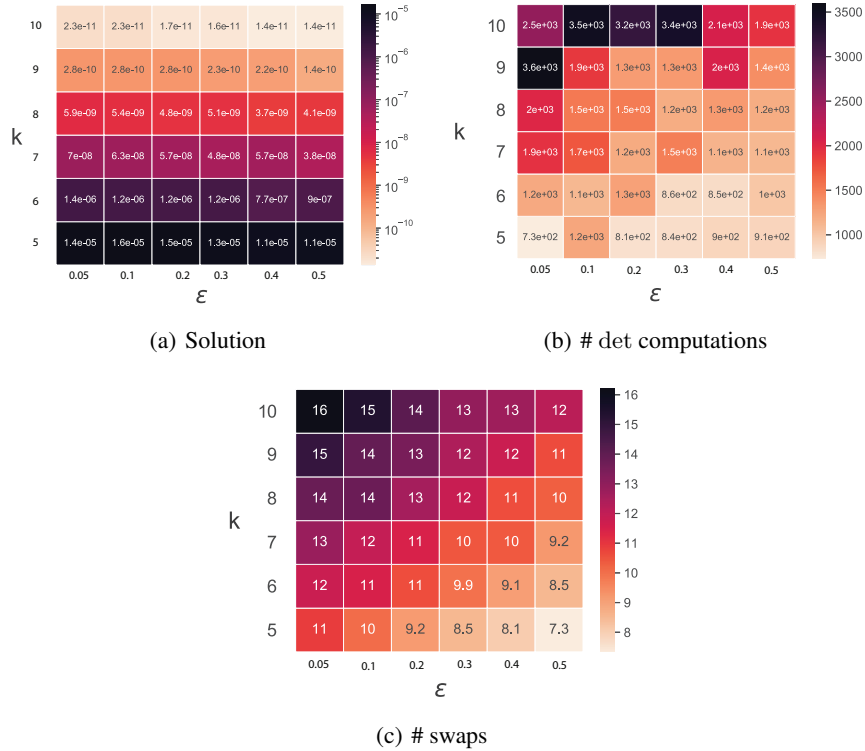 10 2.3e-11 2.3e-11 1.7e-11 1.6e-11 1.4e-11 1.4e-11
9 2.8e-10 2.8e-10 2.8e-10 2.3e-10 2.2e-10 1.4e-10
8 5.9e-09 5.4e-09 4.8e-09 5.1e-09 3.7e-09 4.1e-09
k
7 7e-08 6.3e-08 5.7e-08 4.8e-08 5.7e-08 3.8e-08
6 1.4e-06 1.2e-06 1.2e-06 1.2e-06 7.7e-07 9e-07
5 1.4e-05 1.6e-05 1.5e-05 1.3e-05 1.1e-05 1.1e-05
0.05 0.1 0.2 0.3 0.4 0.5
ε
10⁻⁵
10⁻⁶
10⁻⁷
10⁻⁸
10⁻⁹
10⁻¹⁰
(a) Solution
10 2.5e+03 3.5e+03 3.2e+03 3.4e+03 2.1e+03 1.9e+03
9 3.6e+03 1.9e+03 1.3e+03 1.3e+03 2e+03 1.4e+03
8 2e+03 1.5e+03 1.5e+03 1.2e+03 1.3e+03 1.2e+03
k
7 1.9e+03 1.7e+03 1.2e+03 1.5e+03 1.1e+03 1.1e+03
6 1.2e+03 1.1e+03 1.3e+03 8.6e+02 8.5e+02 1e+03
5 7.3e+02 1.2e+03 8.1e+02 8.4e+02 9e+02 9.1e+02
0.05 0.1 0.2 0.3 0.4 0.5
ε
3500
3000
2500
2000
1500
1000
(b) # det computations
10 16 15 14 13 13 12
9 15 14 13 12 12 11
8 14 14 13 12 11 10
k
7 13 12 11 10 10 9.2
6 12 11 11 9.9 9.1 8.5
5 11 10 9.2 8.5 8.1 7.3
0.05 0.1 0.2 0.3 0.4 0.5
ε
16
15
14
13
12
11
10
9
8
(c) # swaps